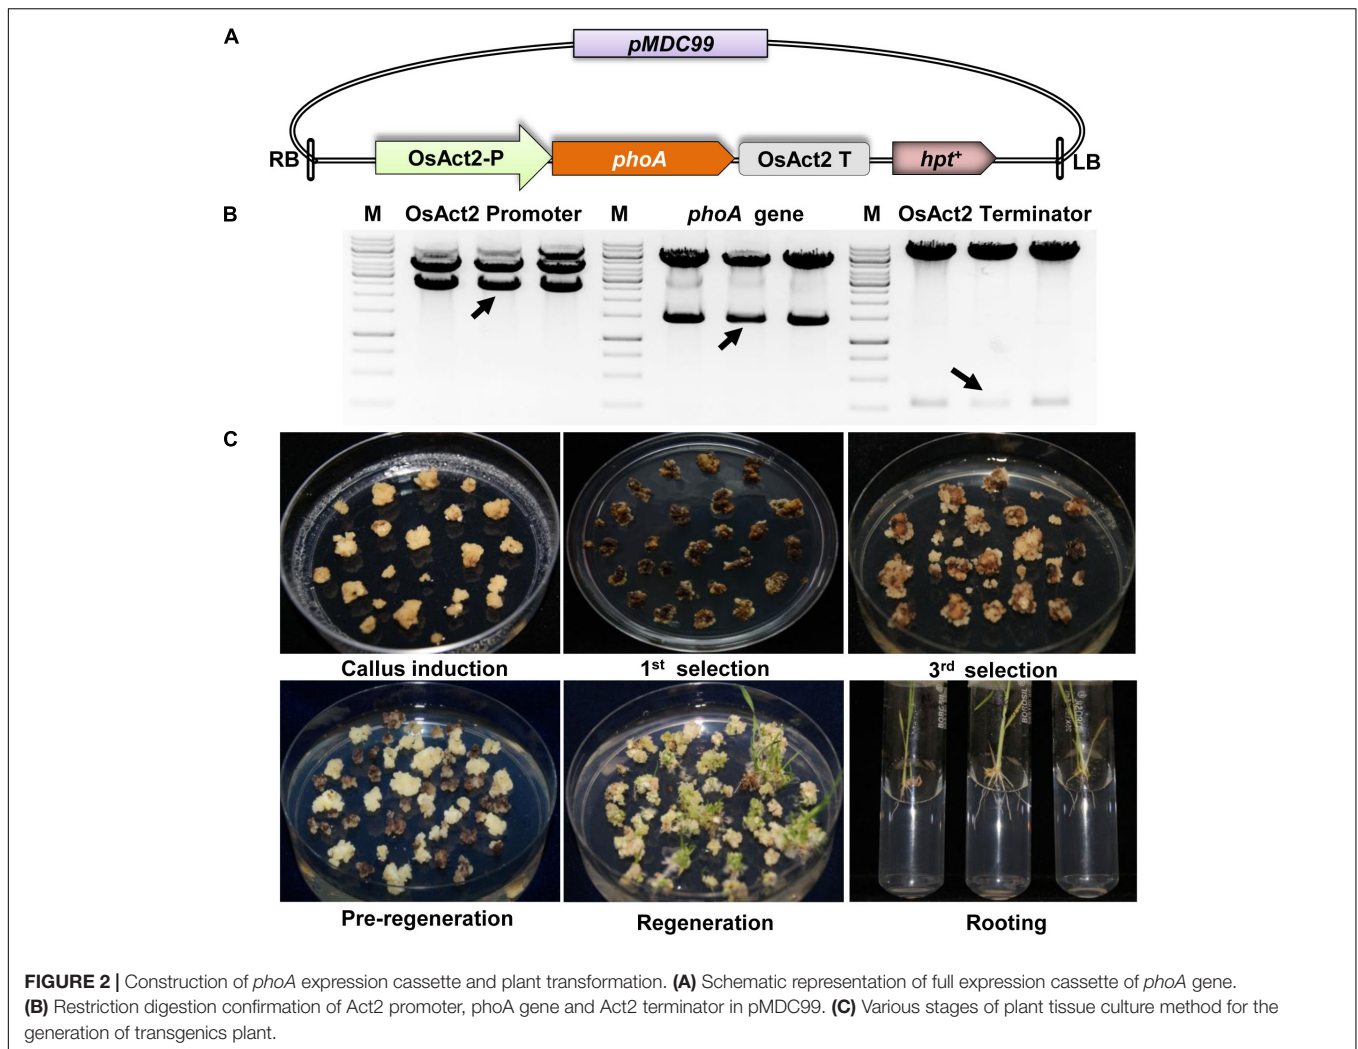 A
pMDC99
RB OsAct2-P phoA OsAct2 T hpt+ LB
B M OsAct2 Promoter M phoA gene M OsAct2 Terminator
C
Callus induction 1st selection 3rd selection
Pre-regeneration Regeneration Rooting
FIGURE 2 | Construction of phoA expression cassette and plant transformation. (A) Schematic representation of full expression cassette of phoA gene.
(B) Restriction digestion confirmation of Act2 promoter, phoA gene and Act2 terminator in pMDC99. (C) Various stages of plant tissue culture method for the
generation of transgenics plant.